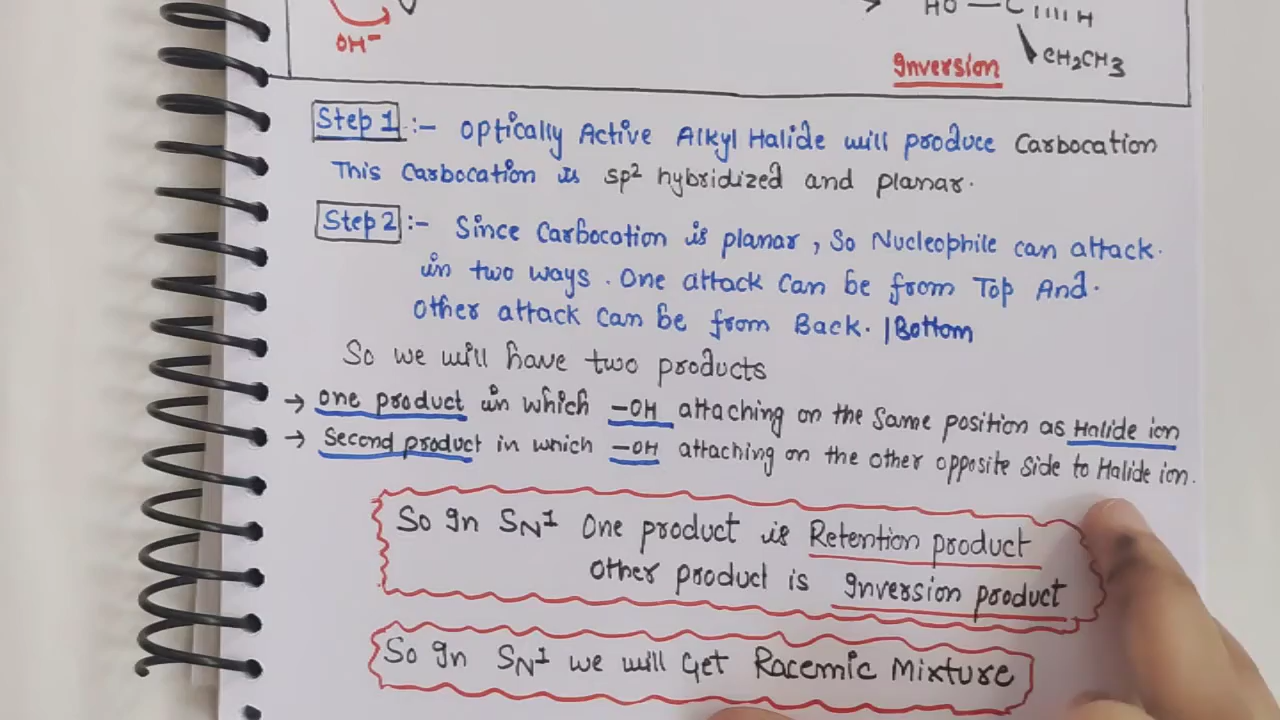 OH⁻
HO — C ıııı H
CH₂CH₃
Inversion
Step 1 :- Optically Active Alkyl Halide will produce Carbocation
This Carbocation is sp² hybridized and planar.
Step 2 :- Since Carbocation is planar, So Nucleophile can attack.
in two ways. One attack can be from Top And.
Other attack can be from Back. | Bottom
So we will have two products
→ One product in which -OH attaching on the same position as Halide ion
→ Second product in which -OH attaching on the other opposite side to Halide ion.
So In SN1 One product is Retention product
Other product is Inversion product
So In SN1 we will Get Racemic Mixture